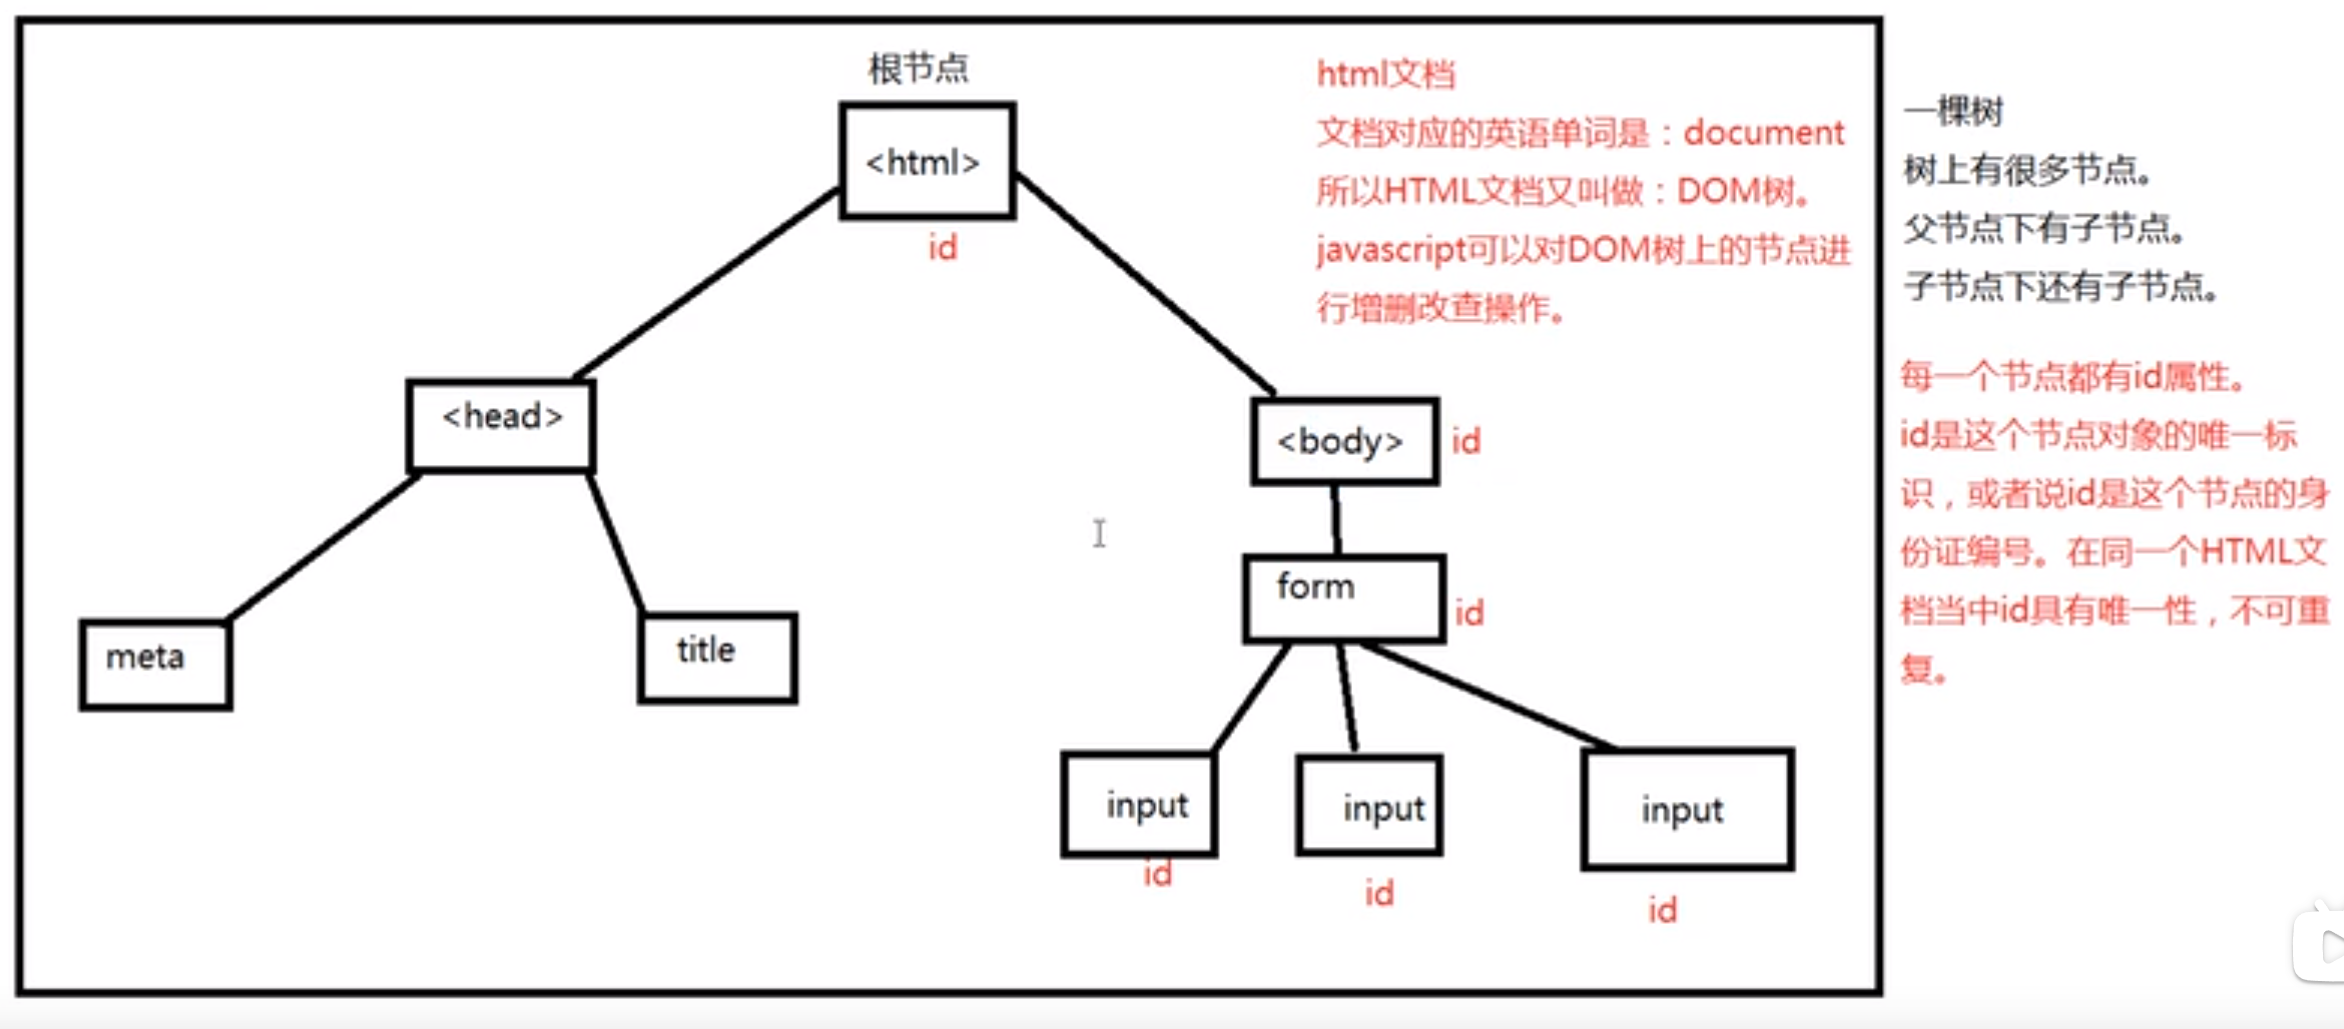 根节点
<html>
id
<head>
<body>
id
meta
title
form
id
input
input
input
id
id
id
html文档
文档对应的英语单词是：document
所以HTML文档又叫做：DOM树。
javascript可以对DOM树上的节点进
行增删改查操作。
一棵树
树上有很多节点。
父节点下有子节点。
子节点下还有子节点。
每一个节点都有id属性。
id是这个节点对象的唯一标
识，或者说id是这个节点的身
份证编号。在同一个HTML文
档当中id具有唯一性，不可重
复。